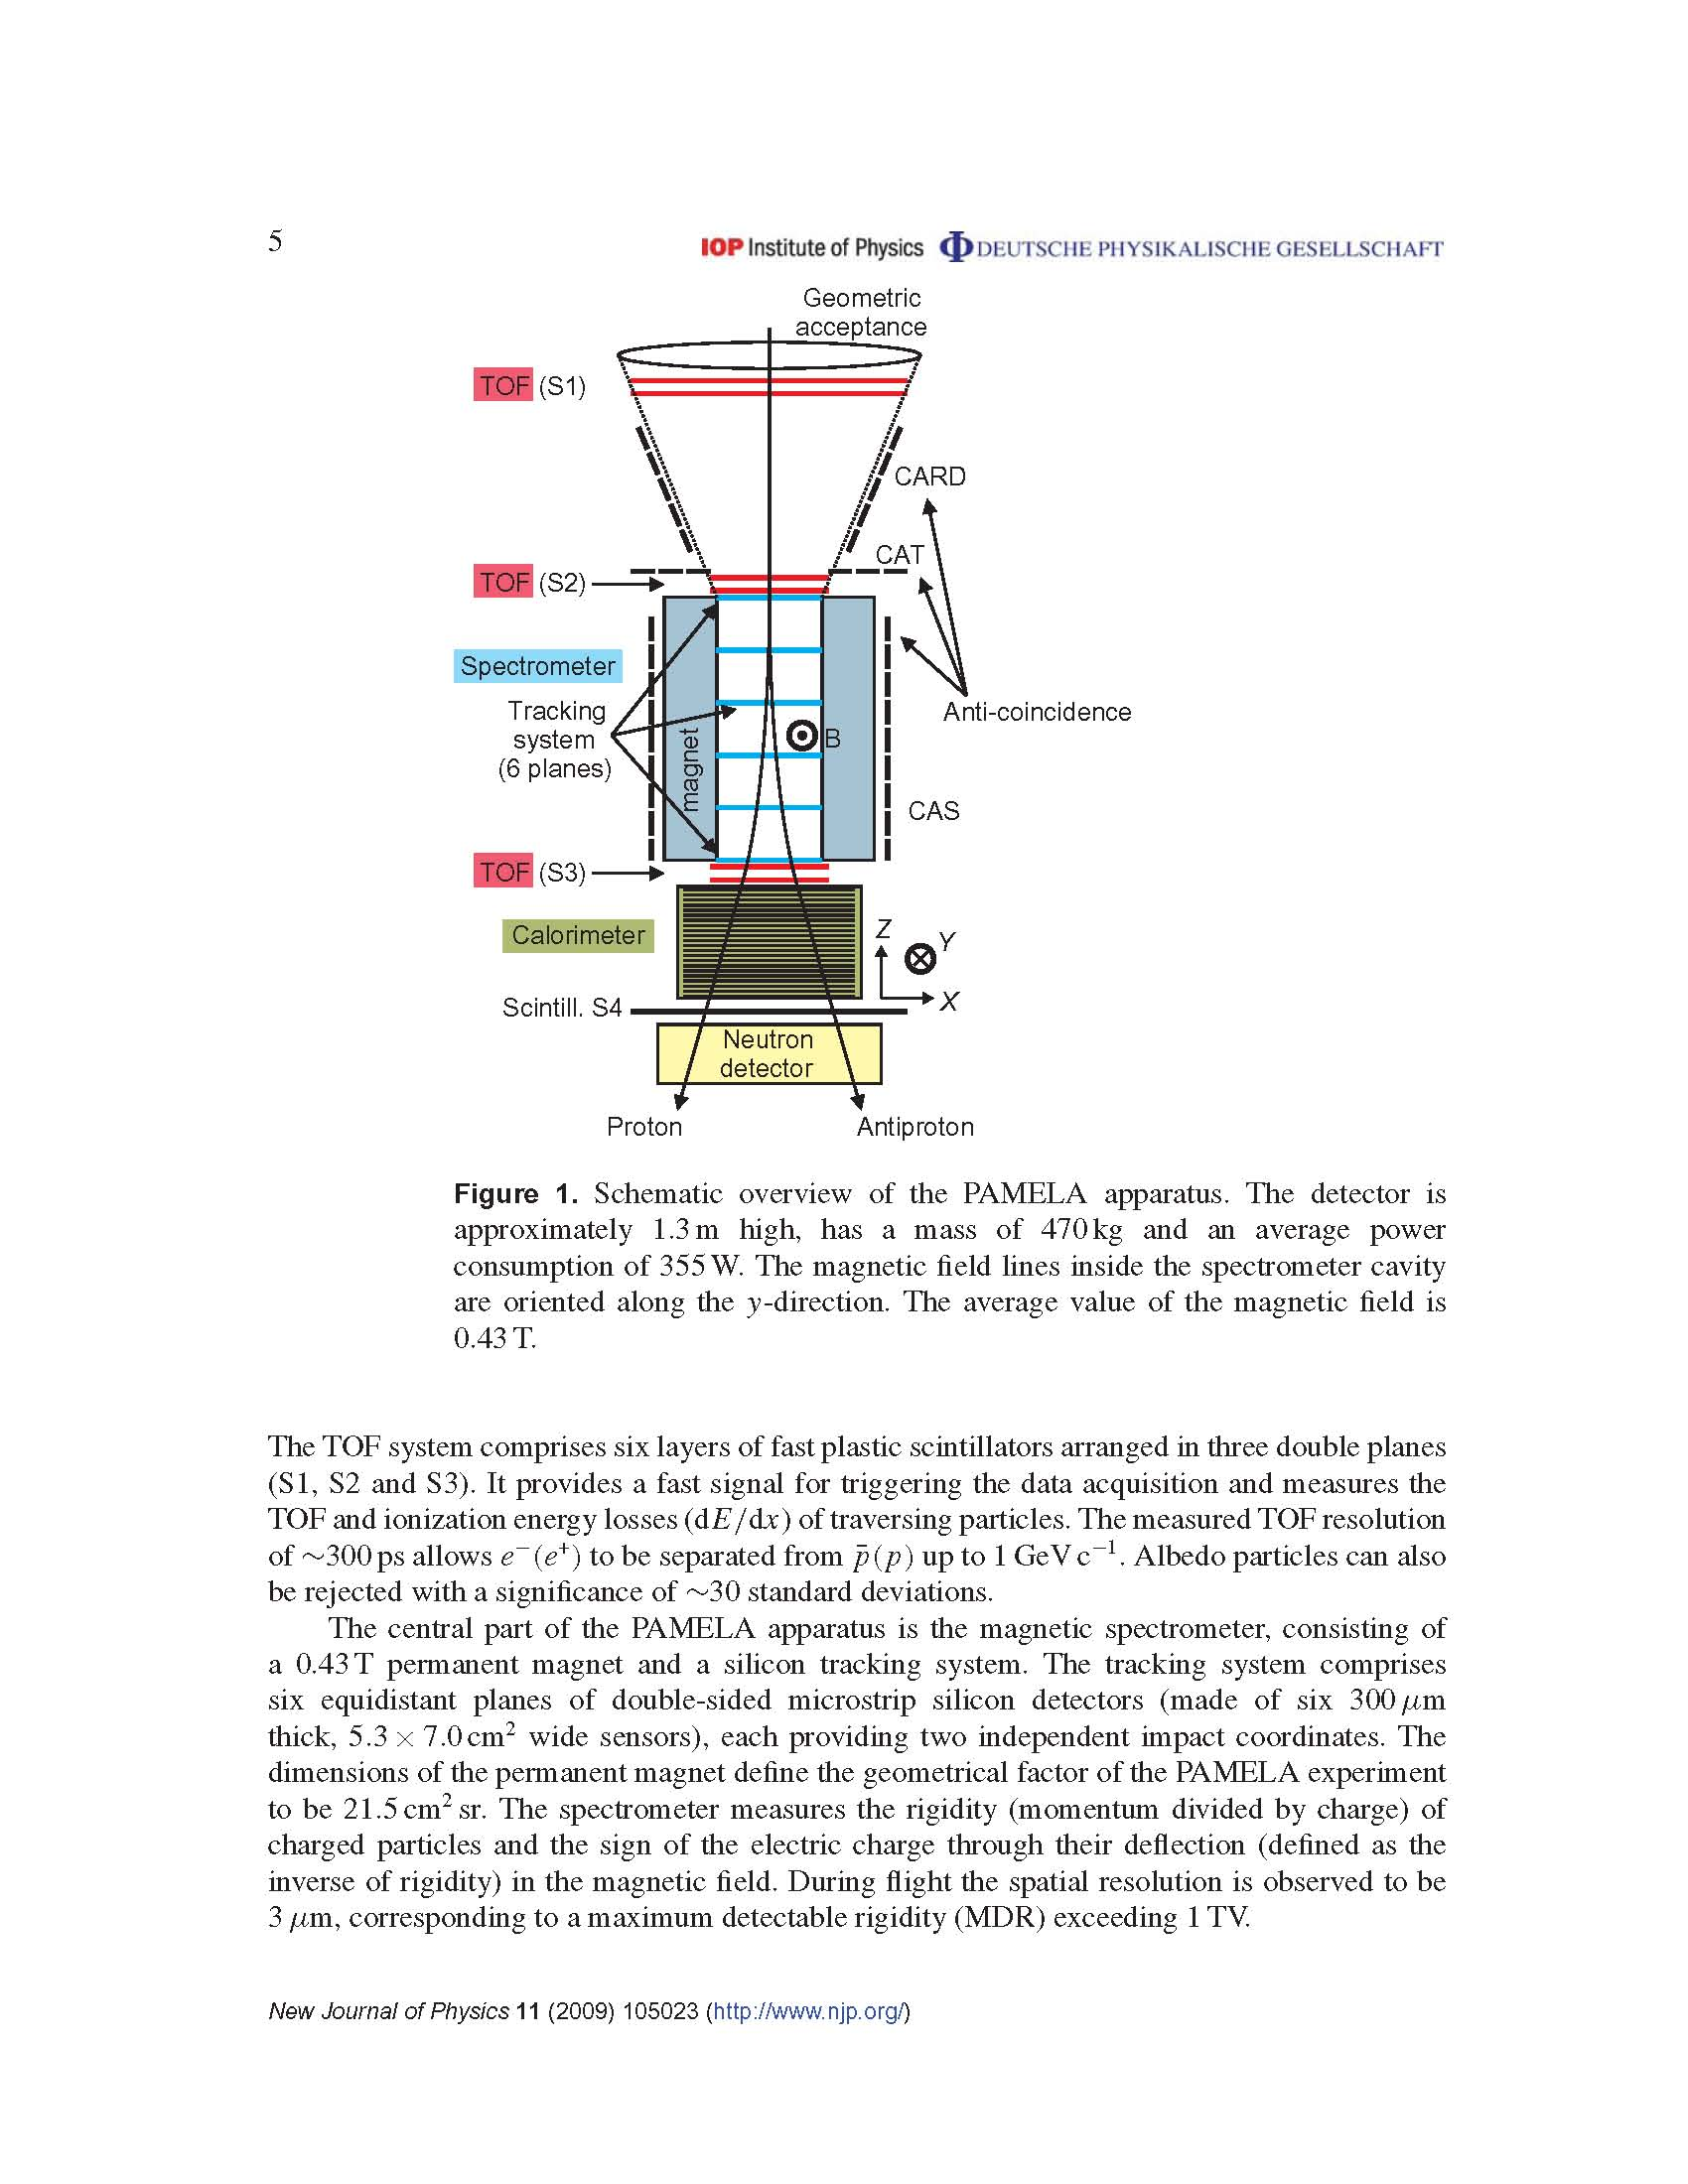 5
IOP Institute of Physics DEUTSCHE PHYSIKALISCHE GESELLSCHAFT
Geometric
acceptance
TOF (S1)
CARD
CAT
TOF (S2)
Spectrometer
Tracking
system
(6 planes)
magnet
B
Anti-coincidence
CAS
TOF (S3)
Calorimeter
Z
Y
X
Scintill. S4
Neutron
detector
Proton
Antiproton
Figure 1. Schematic overview of the PAMELA apparatus. The detector is
approximately 1.3 m high, has a mass of 470 kg and an average power
consumption of 355 W. The magnetic field lines inside the spectrometer cavity
are oriented along the y-direction. The average value of the magnetic field is
0.43 T.
The TOF system comprises six layers of fast plastic scintillators arranged in three double planes
(S1, S2 and S3). It provides a fast signal for triggering the data acquisition and measures the
TOF and ionization energy losses (dE/dx) of traversing particles. The measured TOF resolution
of ∼300 ps allows e⁻(e⁺) to be separated from p̄(p) up to 1 GeV c⁻¹. Albedo particles can also
be rejected with a significance of ∼30 standard deviations.
The central part of the PAMELA apparatus is the magnetic spectrometer, consisting of
a 0.43 T permanent magnet and a silicon tracking system. The tracking system comprises
six equidistant planes of double-sided microstrip silicon detectors (made of six 300 μm
thick, 5.3 × 7.0 cm² wide sensors), each providing two independent impact coordinates. The
dimensions of the permanent magnet define the geometrical factor of the PAMELA experiment
to be 21.5 cm² sr. The spectrometer measures the rigidity (momentum divided by charge) of
charged particles and the sign of the electric charge through their deflection (defined as the
inverse of rigidity) in the magnetic field. During flight the spatial resolution is observed to be
3 μm, corresponding to a maximum detectable rigidity (MDR) exceeding 1 TV.
New Journal of Physics 11 (2009) 105023 (http://www.njp.org/)